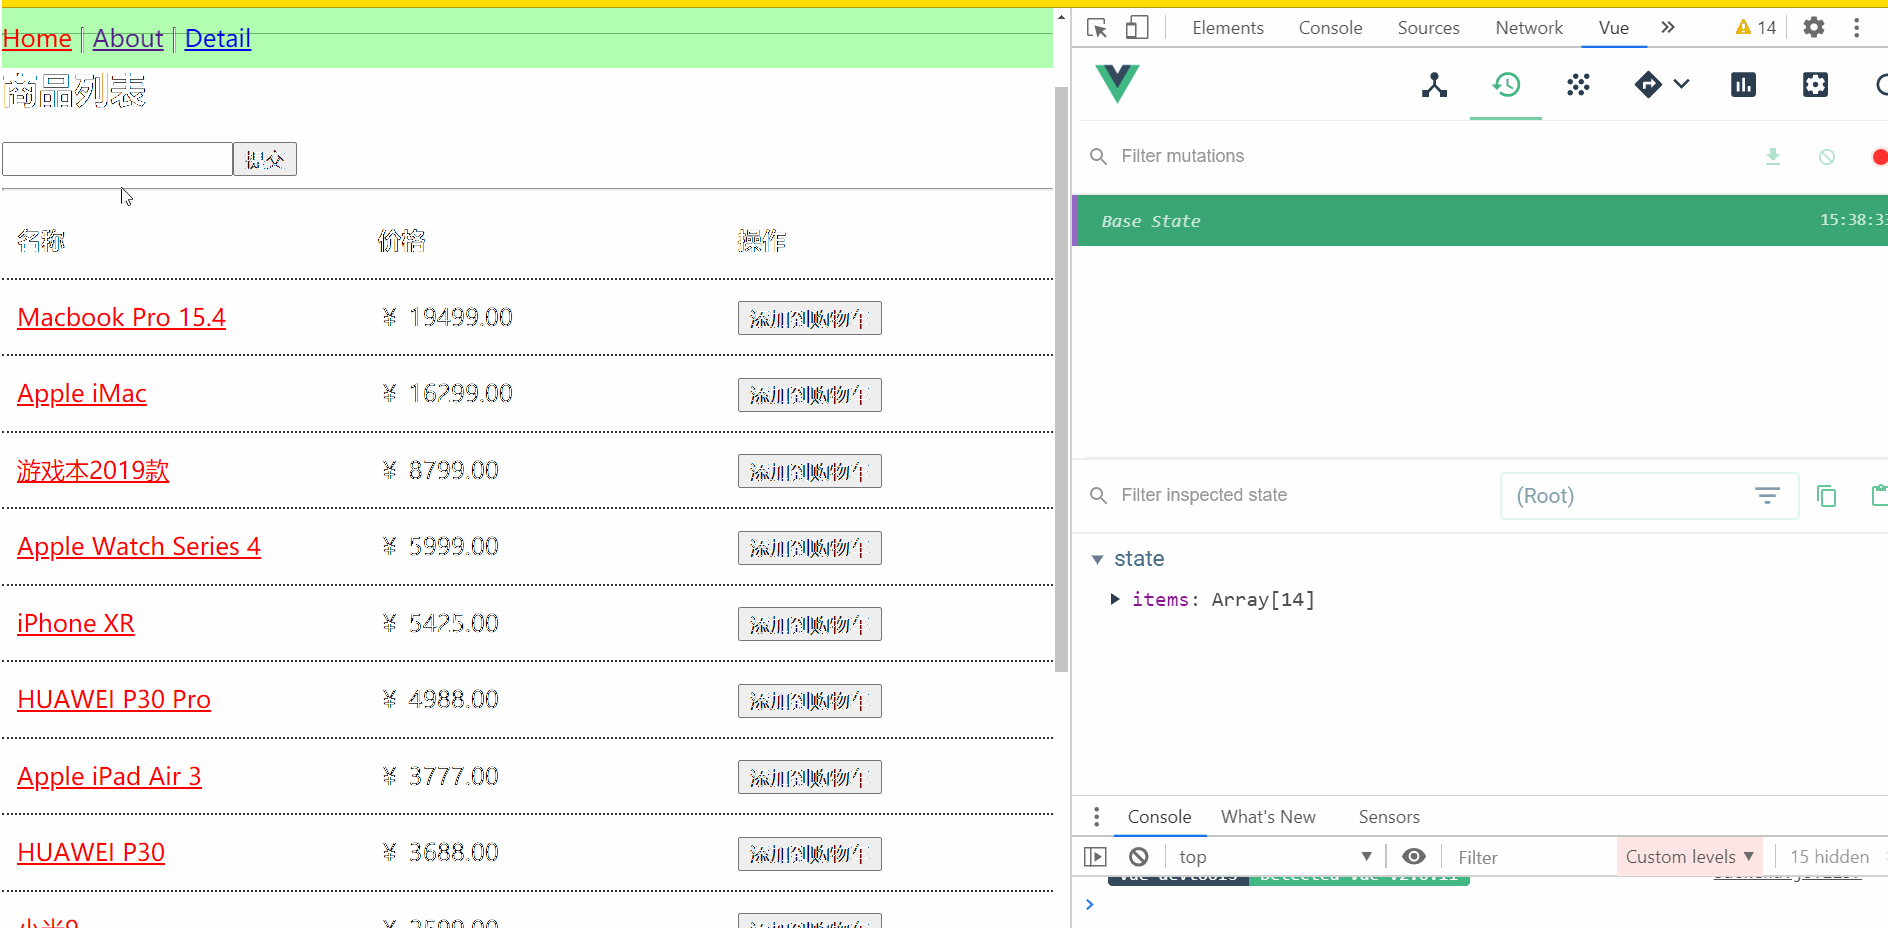 Home | About | Detail
商品列表
提交
名称 价格 操作
Macbook Pro 15.4 ￥ 19499.00 添加到购物车
Apple iMac ￥ 16299.00 添加到购物车
游戏本2019款 ￥ 8799.00 添加到购物车
Apple Watch Series 4 ￥ 5999.00 添加到购物车
iPhone XR ￥ 5425.00 添加到购物车
HUAWEI P30 Pro ￥ 4988.00 添加到购物车
Apple iPad Air 3 ￥ 3777.00 添加到购物车
HUAWEI P30 ￥ 3688.00 添加到购物车
小米9
Elements Console Sources Network Vue » 14
Filter mutations
Base State 15:38:33
Filter inspected state (Root)
state
items: Array[14]
Console What's New Sensors
top Filter Custom levels 15 hidden